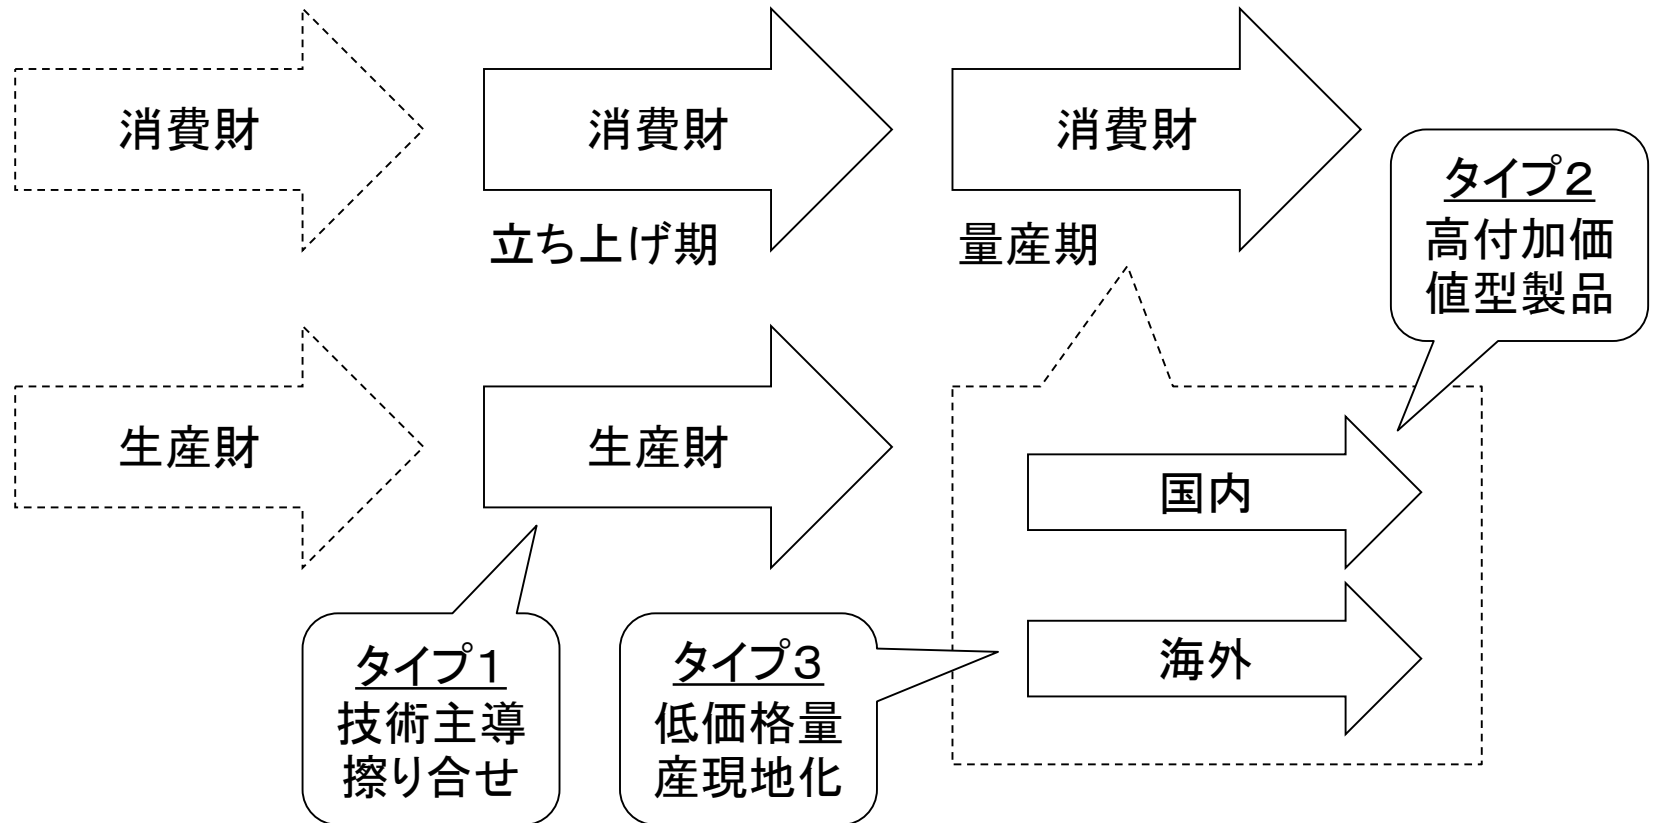 消費財
消費財
消費財
立ち上げ期
量産期
タイプ２
高付加価
値型製品
生産財
生産財
国内
海外
タイプ１
技術主導
擦り合せ
タイプ３
低価格量
産現地化